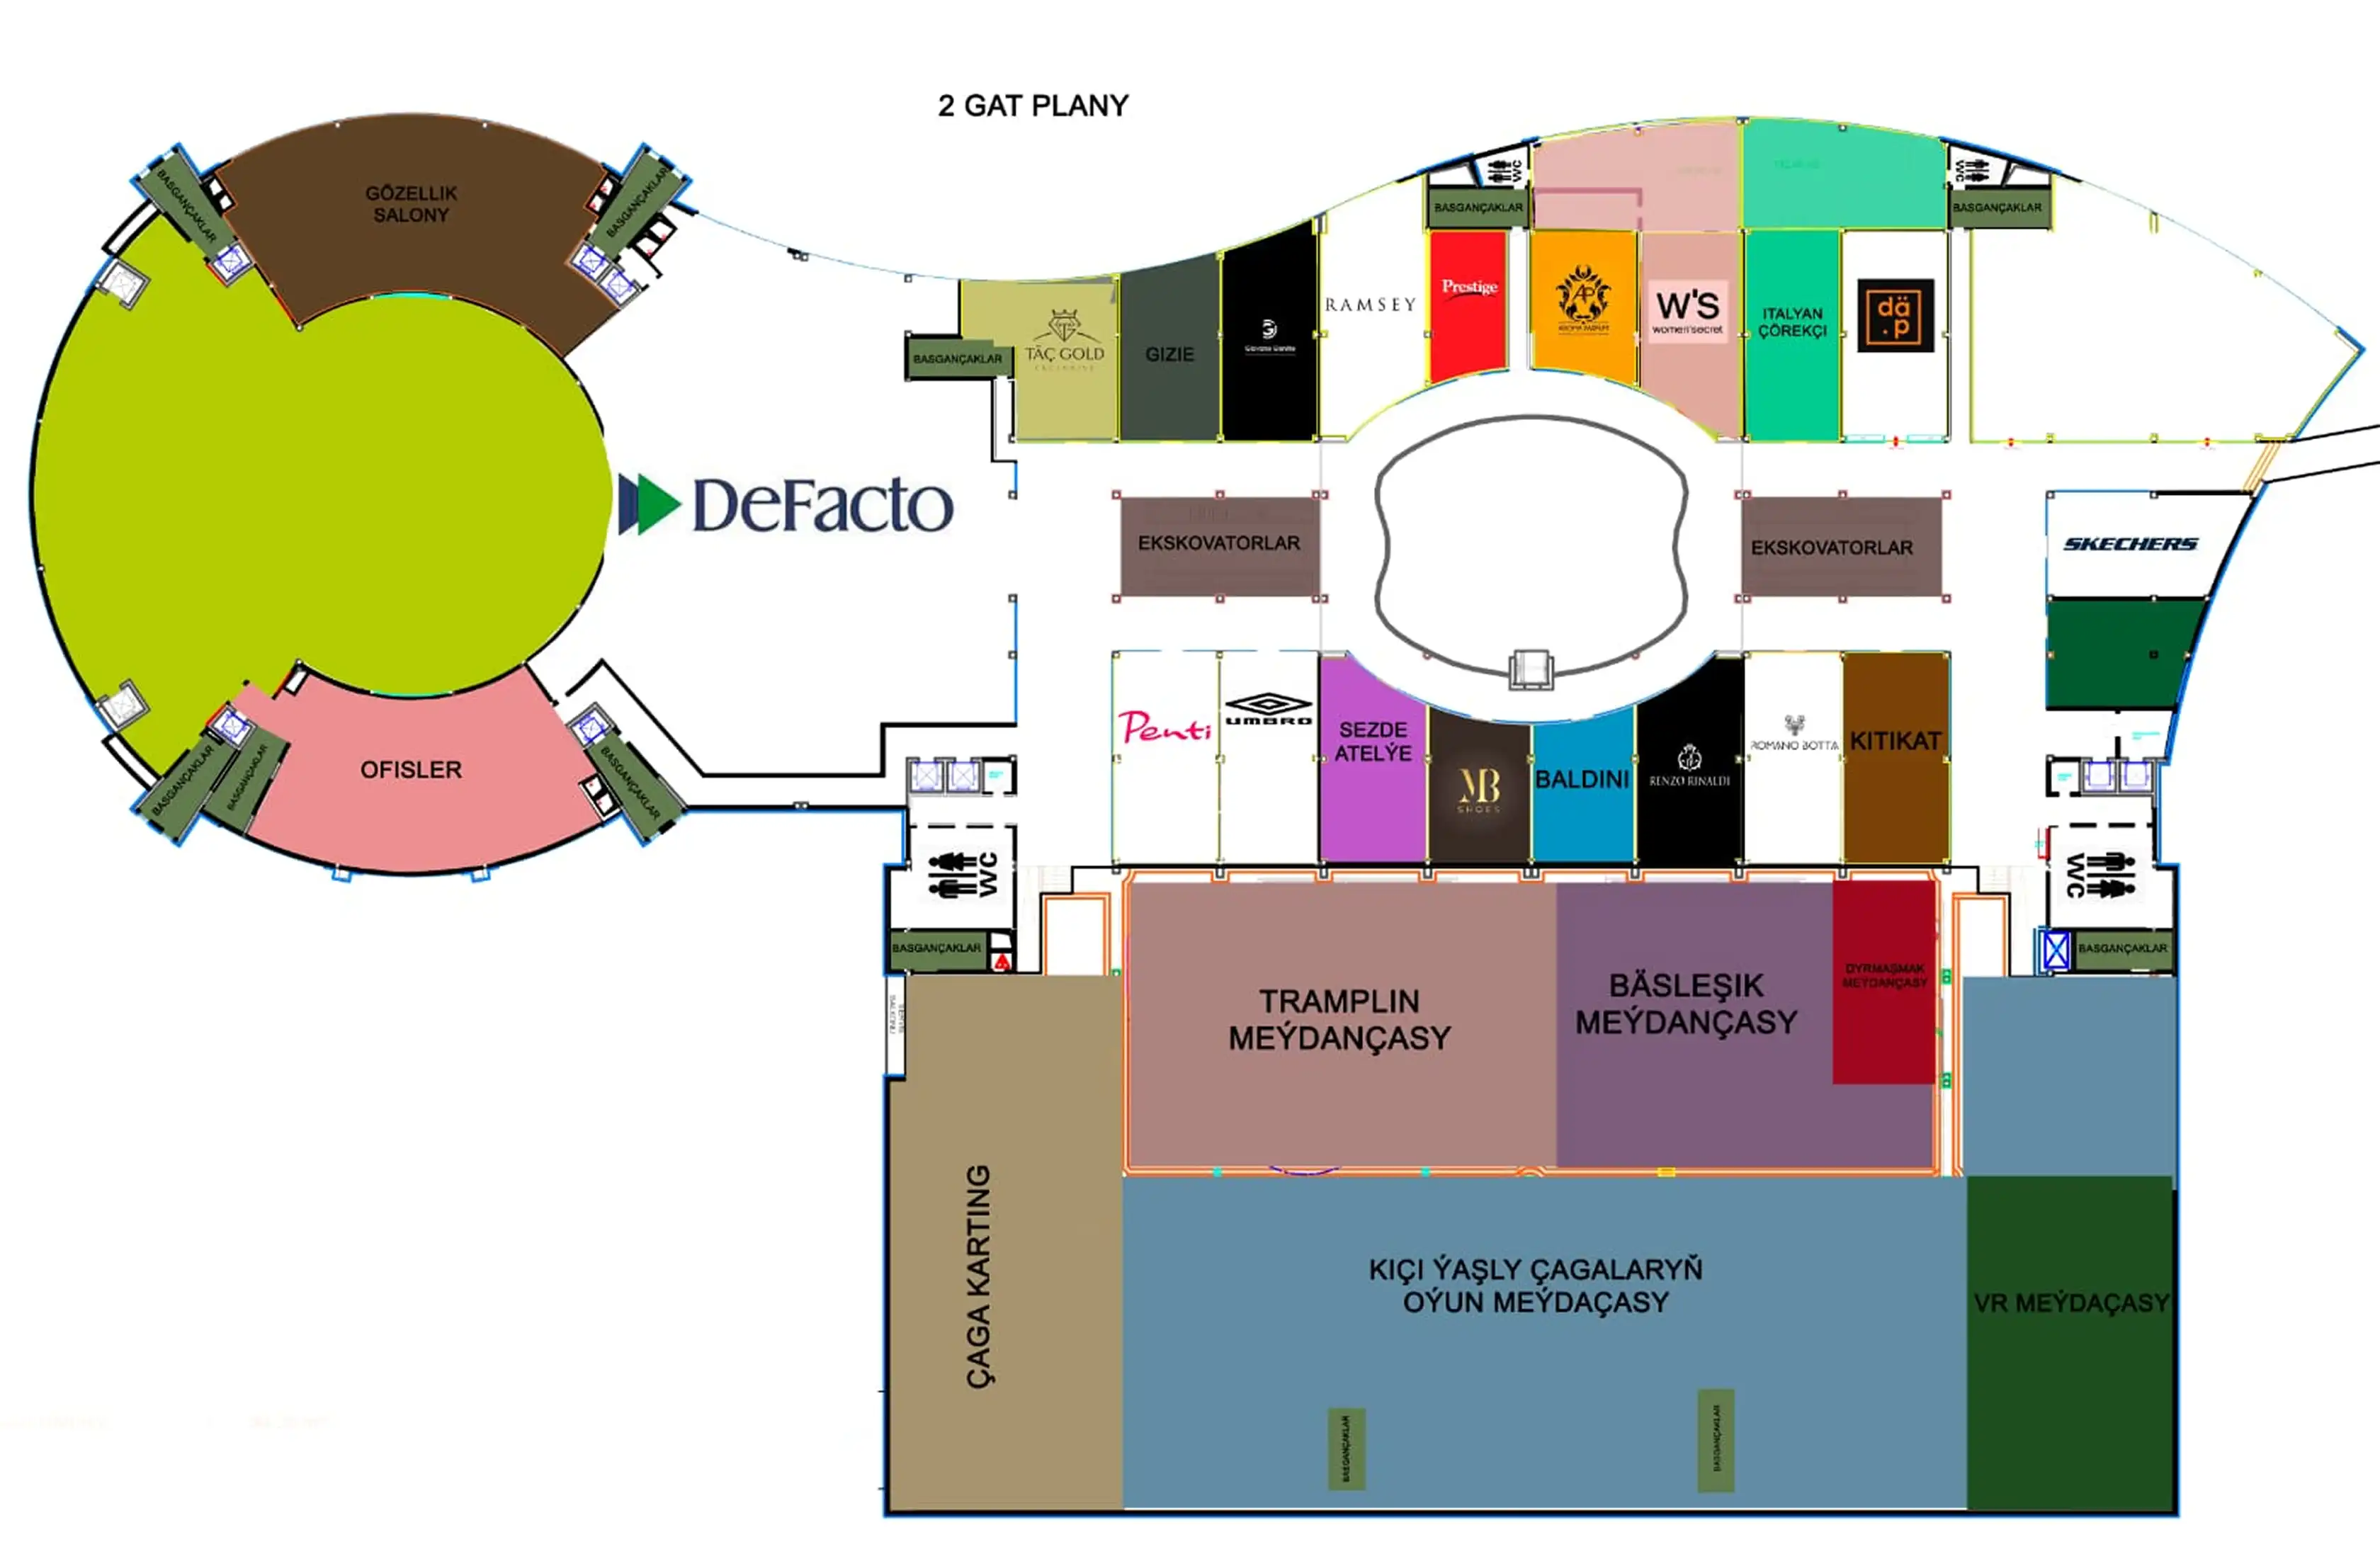 2 GAT PLANY
GÖZELLIK
SALONY
BASGANÇAKLAR
BASGANÇAKLAR
WC
WC
BASGANÇAKLAR
BASGANÇAKLAR
RAMSEY
Prestige
AP
W'S
women'secret
ITALYAN
ÇÖREKÇI
dä
.p
TÄÇ GOLD
GIZIE
BASGANÇAKLAR
DeFacto
EKSKOVATORLAR
EKSKOVATORLAR
SKECHERS
Penti
UMBRO
SEZDE
ATELÝE
MB
SHOES
BALDINI
RENZO RINALDI
ROMANO BOTTA
KITIKAT
OFISLER
BASGANÇAKLAR
BASGANÇAKLAR
BASGANÇAKLAR
WC
WC
BASGANÇAKLAR
BASGANÇAKLAR
TRAMPLIN
MEÝDANÇASY
BÄSLEŞIK
MEÝDANÇASY
DYRMAŞMAK
MEÝDANÇASY
ÇAGA KARTING
KIÇI ÝAŞLY ÇAGALARYŇ
OÝUN MEÝDAÇASY
VR MEÝDAÇASY
BASGANÇAKLAR
BASGANÇAKLAR